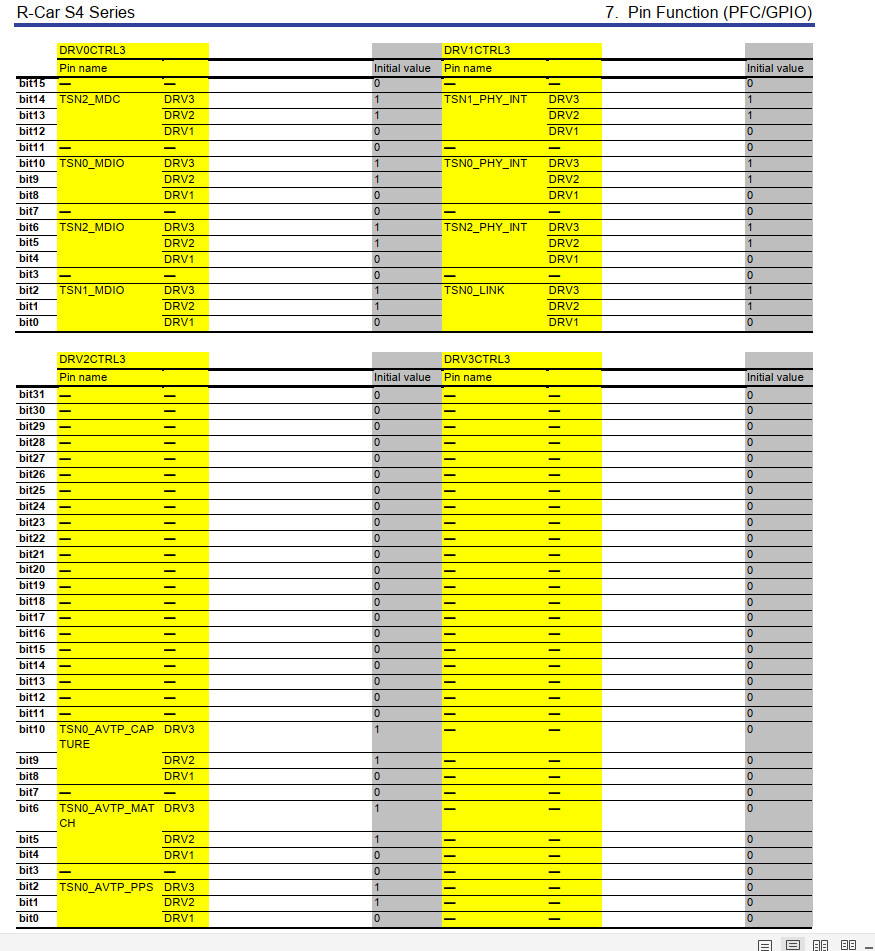 R-Car S4 Series 7. Pin Function (PFC/GPIO)
DRV0CTRL3 DRV1CTRL3
Pin name Initial value Pin name Initial value
bit15 — — 0 — — 0
bit14 TSN2_MDC DRV3 1 TSN1_PHY_INT DRV3 1
bit13 DRV2 1 DRV2 1
bit12 DRV1 0 DRV1 0
bit11 — — 0 — — 0
bit10 TSN0_MDIO DRV3 1 TSN0_PHY_INT DRV3 1
bit9 DRV2 1 DRV2 1
bit8 DRV1 0 DRV1 0
bit7 — — 0 — — 0
bit6 TSN2_MDIO DRV3 1 TSN2_PHY_INT DRV3 1
bit5 DRV2 1 DRV2 1
bit4 DRV1 0 DRV1 0
bit3 — — 0 — — 0
bit2 TSN1_MDIO DRV3 1 TSN0_LINK DRV3 1
bit1 DRV2 1 DRV2 1
bit0 DRV1 0 DRV1 0
DRV2CTRL3 DRV3CTRL3
Pin name Initial value Pin name Initial value
bit31 — — 0 — — 0
bit30 — — 0 — — 0
bit29 — — 0 — — 0
bit28 — — 0 — — 0
bit27 — — 0 — — 0
bit26 — — 0 — — 0
bit25 — — 0 — — 0
bit24 — — 0 — — 0
bit23 — — 0 — — 0
bit22 — — 0 — — 0
bit21 — — 0 — — 0
bit20 — — 0 — — 0
bit19 — — 0 — — 0
bit18 — — 0 — — 0
bit17 — — 0 — — 0
bit16 — — 0 — — 0
bit15 — — 0 — — 0
bit14 — — 0 — — 0
bit13 — — 0 — — 0
bit12 — — 0 — — 0
bit11 — — 0 — — 0
bit10 TSN0_AVTP_CAP DRV3 1 — — 0
TURE
bit9 DRV2 1 — — 0
bit8 DRV1 0 — — 0
bit7 — — 0 — — 0
bit6 TSN0_AVTP_MAT DRV3 1 — — 0
CH
bit5 DRV2 1 — — 0
bit4 DRV1 0 — — 0
bit3 — — 0 — — 0
bit2 TSN0_AVTP_PPS DRV3 1 — — 0
bit1 DRV2 1 — — 0
bit0 DRV1 0 — — 0